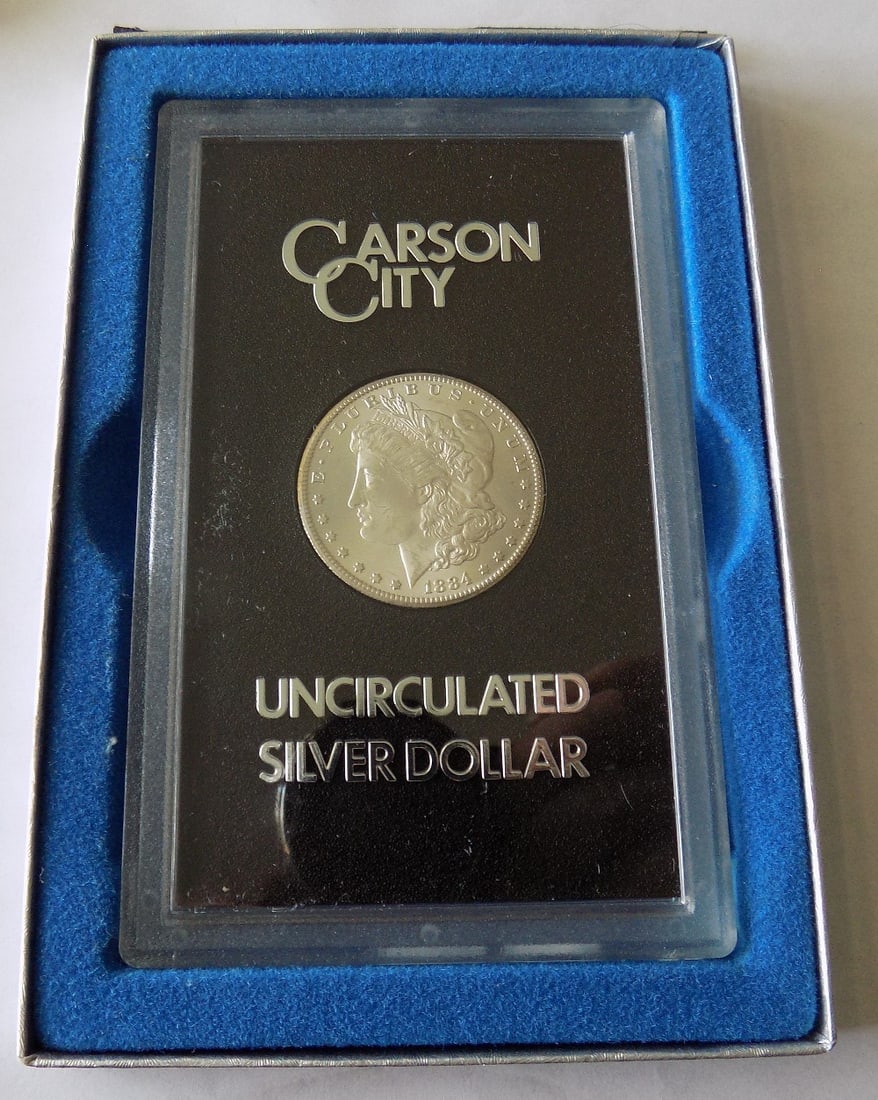 CARSON
CITY
E·PLURIBUS·UNUM
1884
UNCIRCULATED
SILVER DOLLAR